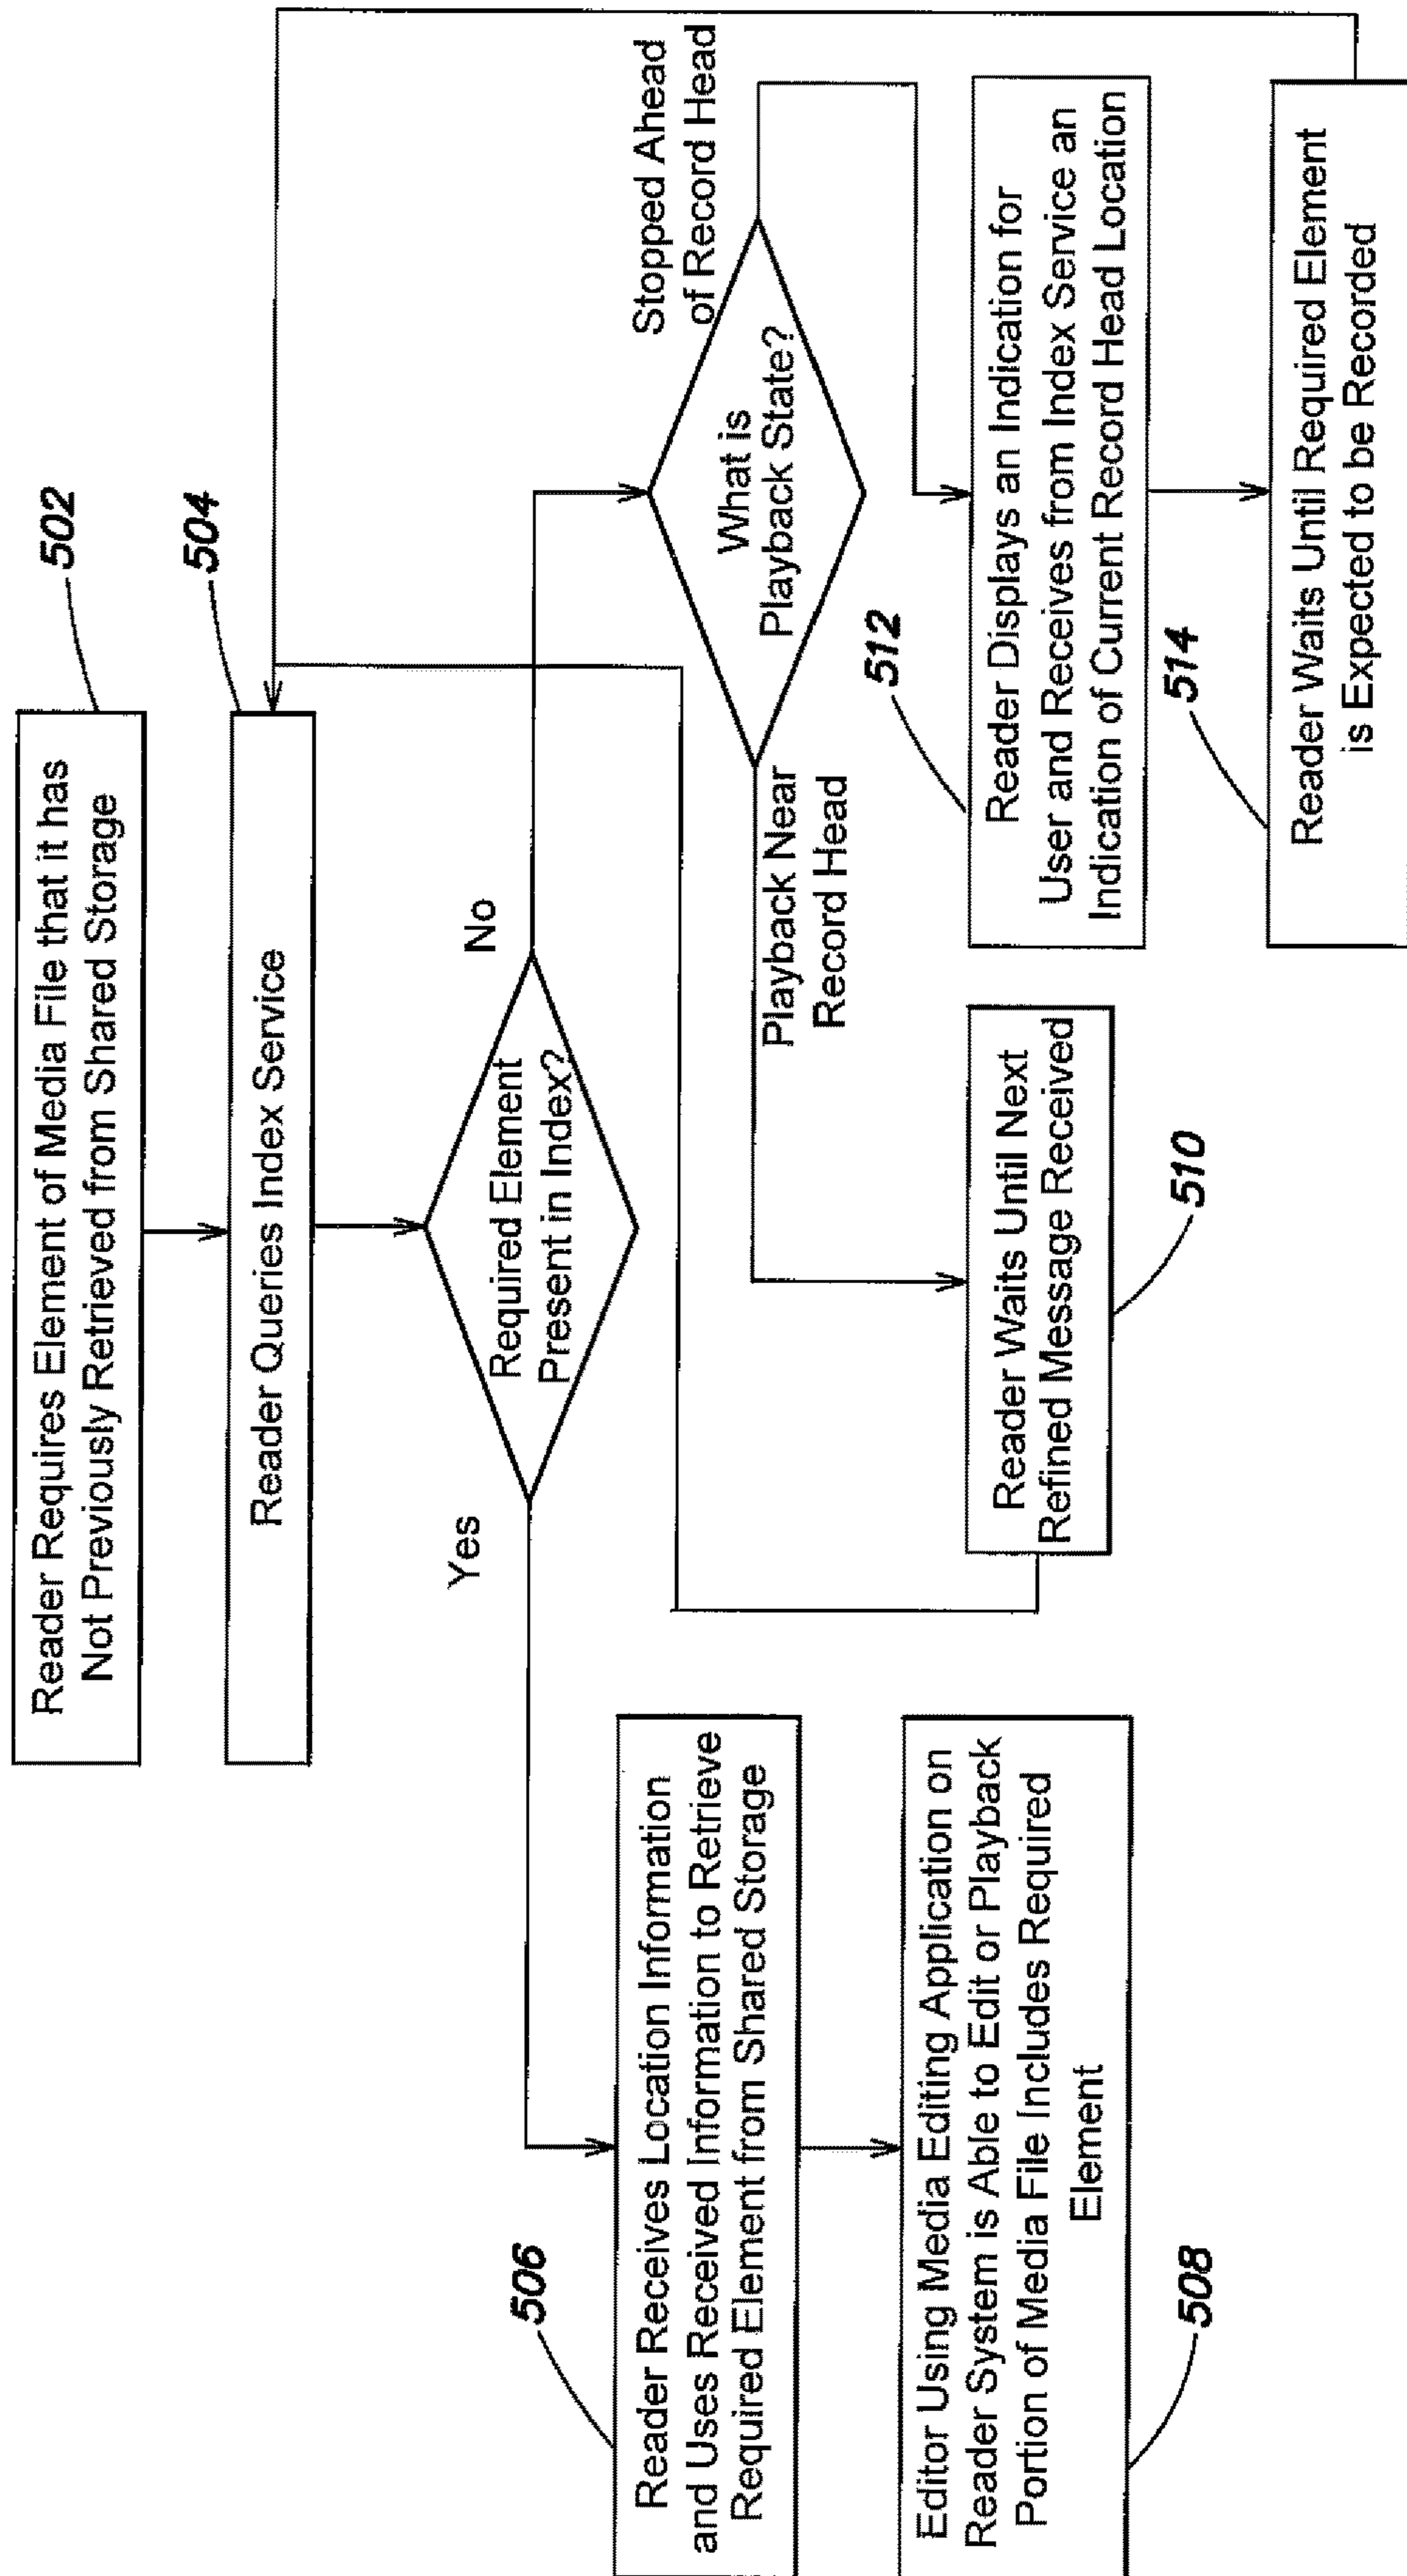 Reader Requires Element of Media File that it has
Not Previously Retrieved from Shared Storage
502
Reader Queries Index Service
504
Required Element
Present in Index?
Yes
No
Reader Receives Location Information
and Uses Received Information to Retrieve
Required Element from Shared Storage
506
Editor Using Media Editing Application on
Reader System is Able to Edit or Playback
Portion of Media File Includes Required
Element
508
What is
Playback State?
Playback Near
Record Head
Stopped Ahead
of Record Head
Reader Waits Until Next
Refined Message Received
510
Reader Displays an Indication for
User and Receives from Index Service an
Indication of Current Record Head Location
512
Reader Waits Until Required Element
is Expected to be Recorded
514